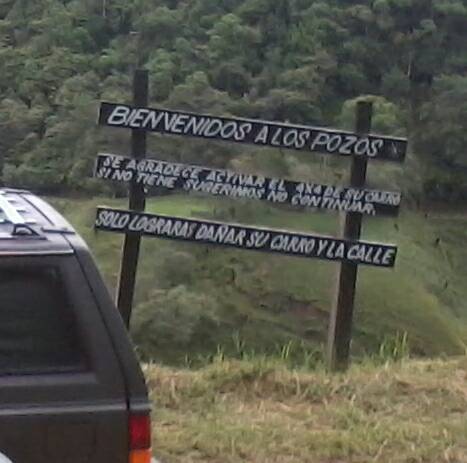 BIENVENIDOS A LOS POZOS
SE AGRADECE ACTIVAR EL 4X4 DE SU CARRO
SI NO TIENE SUGERIMOS NO CONTINUAR.
SOLO LOGRARAS DAÑAR SU CARRO Y LA CALLE